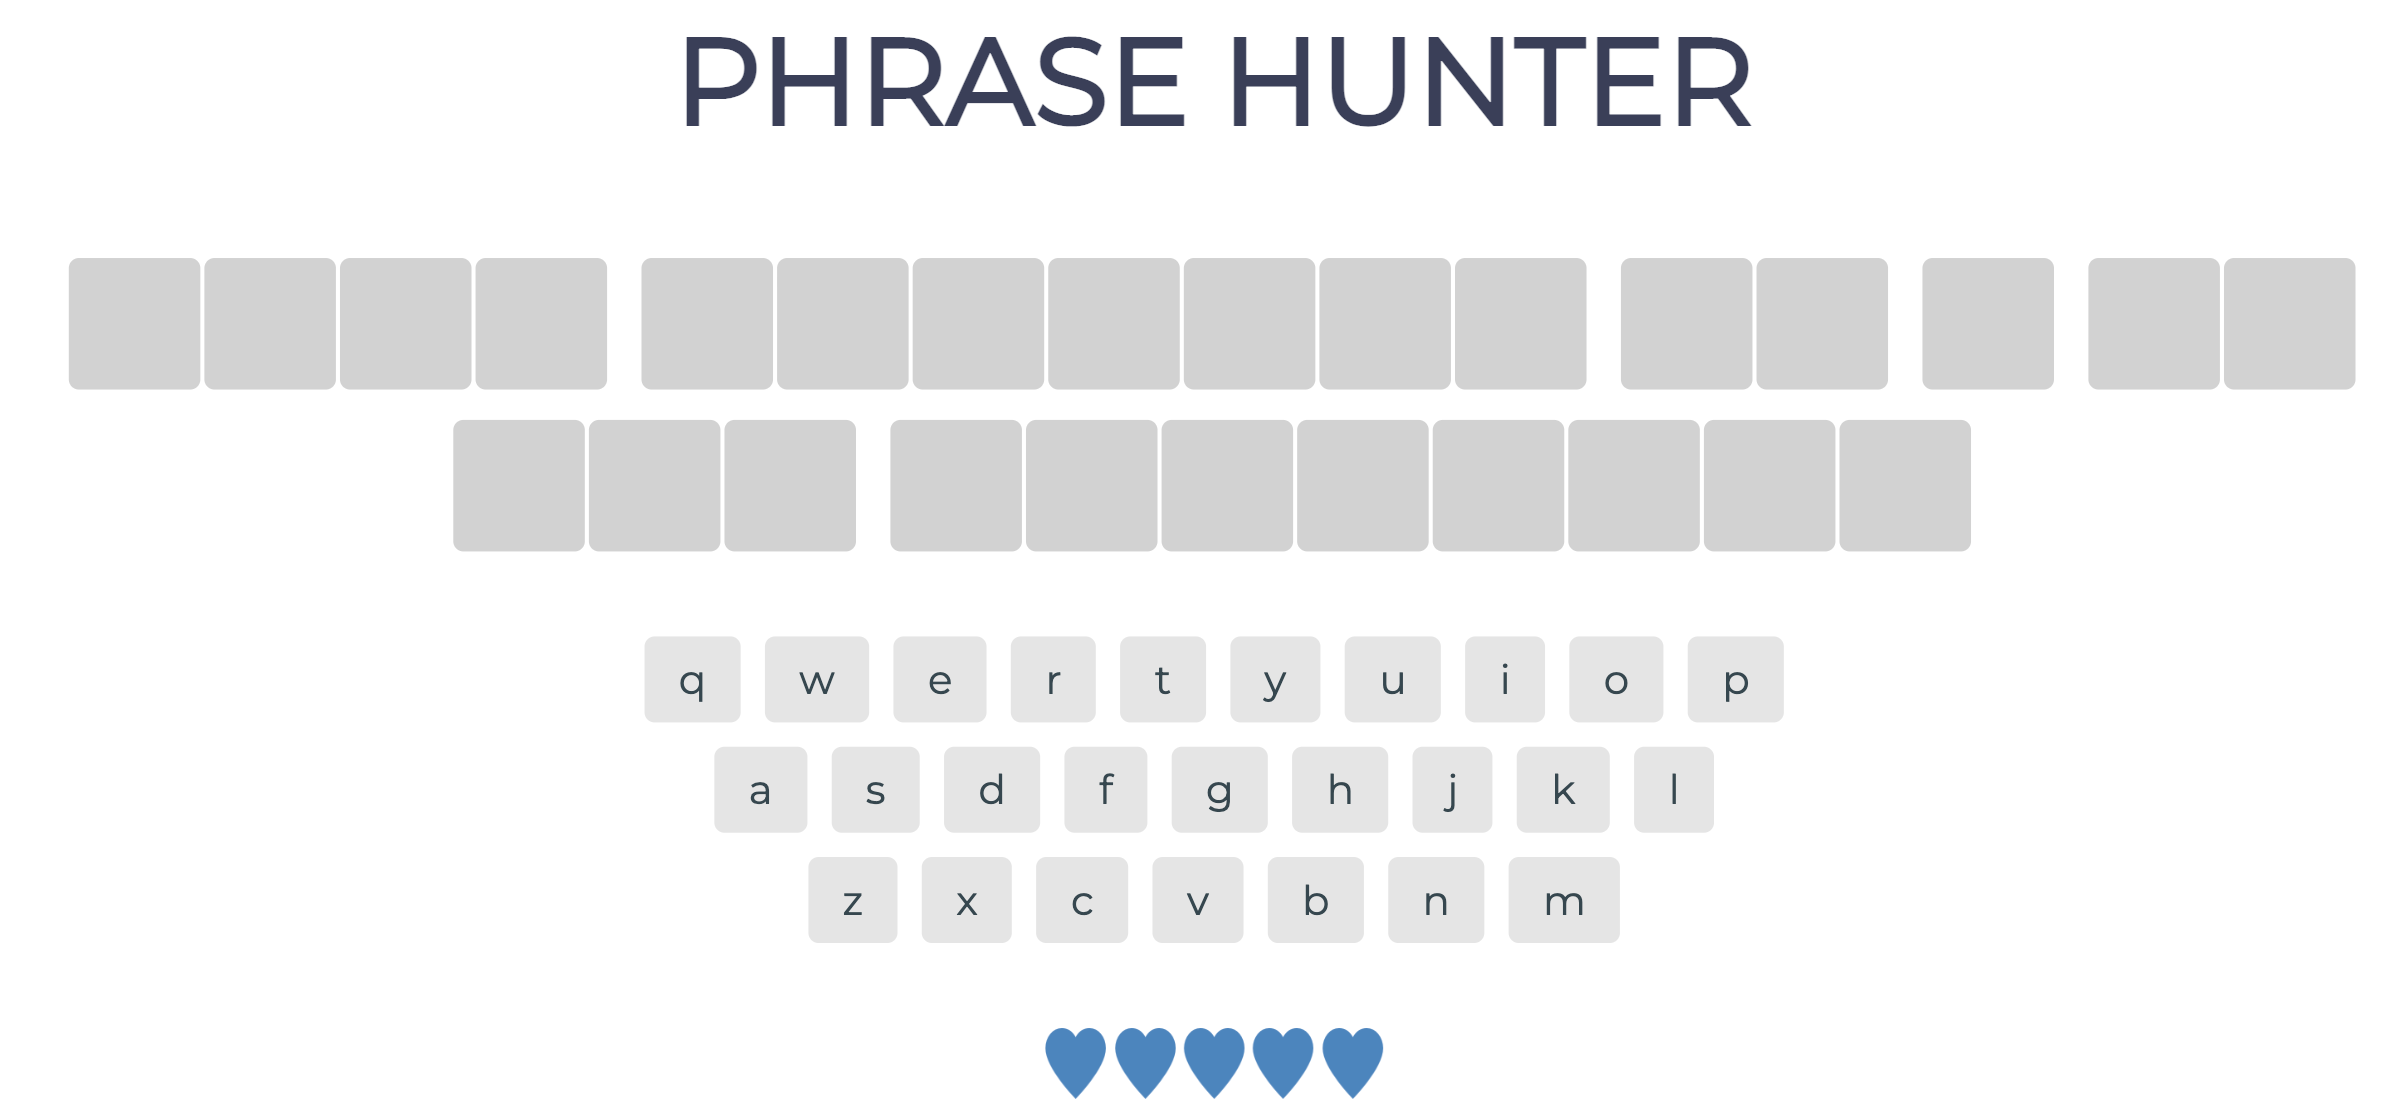 PHRASE HUNTER
q w e r t y u i o p
a s d f g h j k l
z x c v b n m